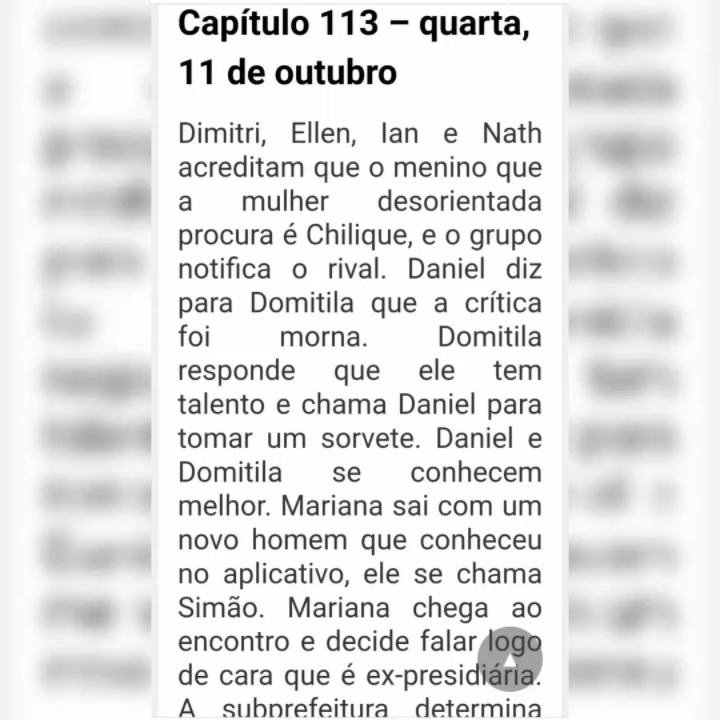 Capítulo 113 – quarta,
11 de outubro
Dimitri, Ellen, Ian e Nath
acreditam que o menino que
a mulher desorientada
procura é Chilique, e o grupo
notifica o rival. Daniel diz
para Domitila que a crítica
foi morna. Domitila
responde que ele tem
talento e chama Daniel para
tomar um sorvete. Daniel e
Domitila se conhecem
melhor. Mariana sai com um
novo homem que conheceu
no aplicativo, ele se chama
Simão. Mariana chega ao
encontro e decide falar logo
de cara que é ex-presidiária.
A subprefeitura determina